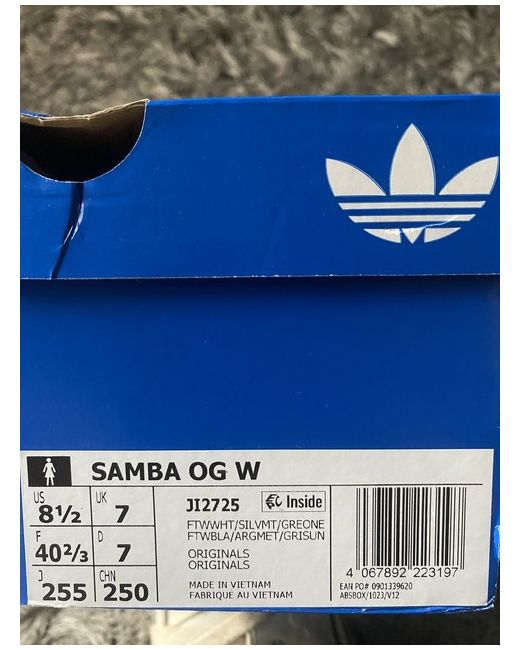 SAMBA OG W
US 8½ UK 7
F 40⅔ D 7
J 255 CHN 250
JI2725
Inside
FTWWHT/SILVMT/GREONE
FTWBLA/ARGMET/GRISUN
ORIGINALS
ORIGINALS
MADE IN VIETNAM
FABRIQUÉ AU VIETNAM
4 067892 223197
EAN PO# 0901339620
ABSBOX/1023/V12